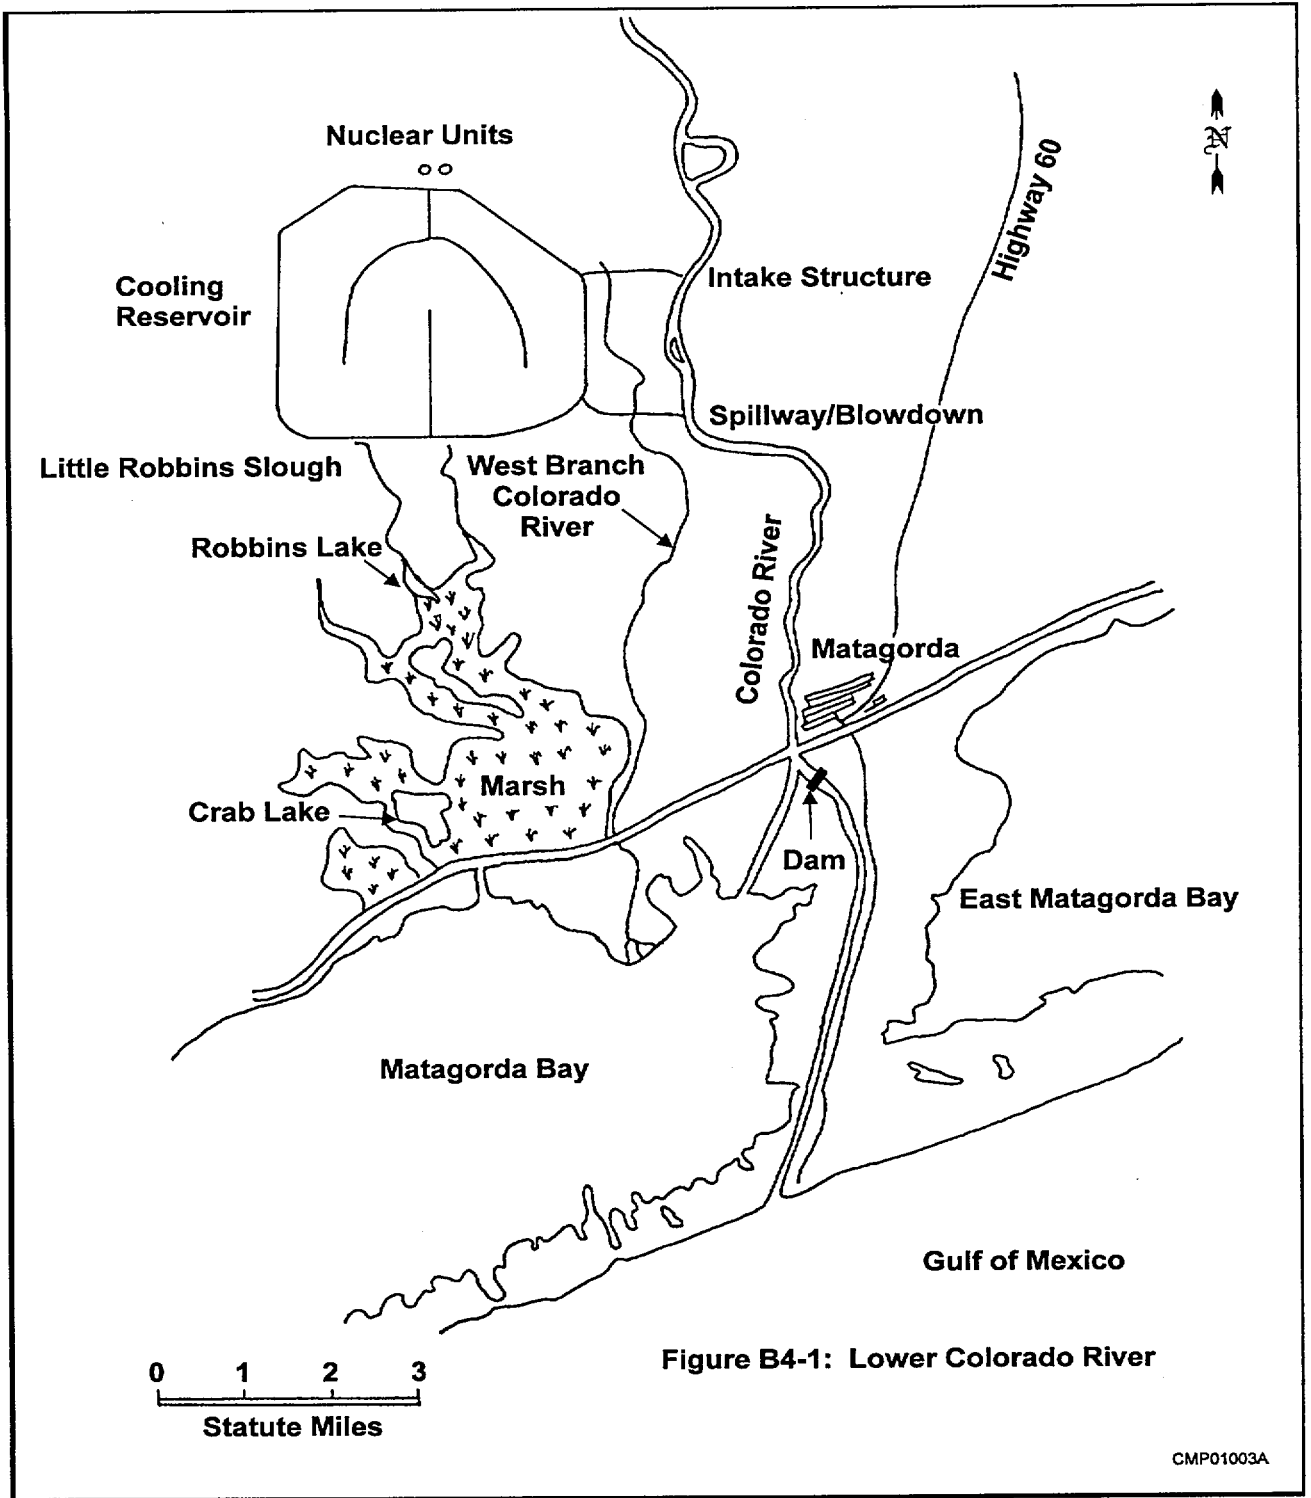 Nuclear Units
N
Highway 60
Cooling
Reservoir
Intake Structure
Spillway/Blowdown
Little Robbins Slough
West Branch
Colorado
River
Robbins Lake
Colorado River
Matagorda
Marsh
Crab Lake
Dam
East Matagorda Bay
Matagorda Bay
Gulf of Mexico
Figure B4-1: Lower Colorado River
0 1 2 3
Statute Miles
CMP01003A